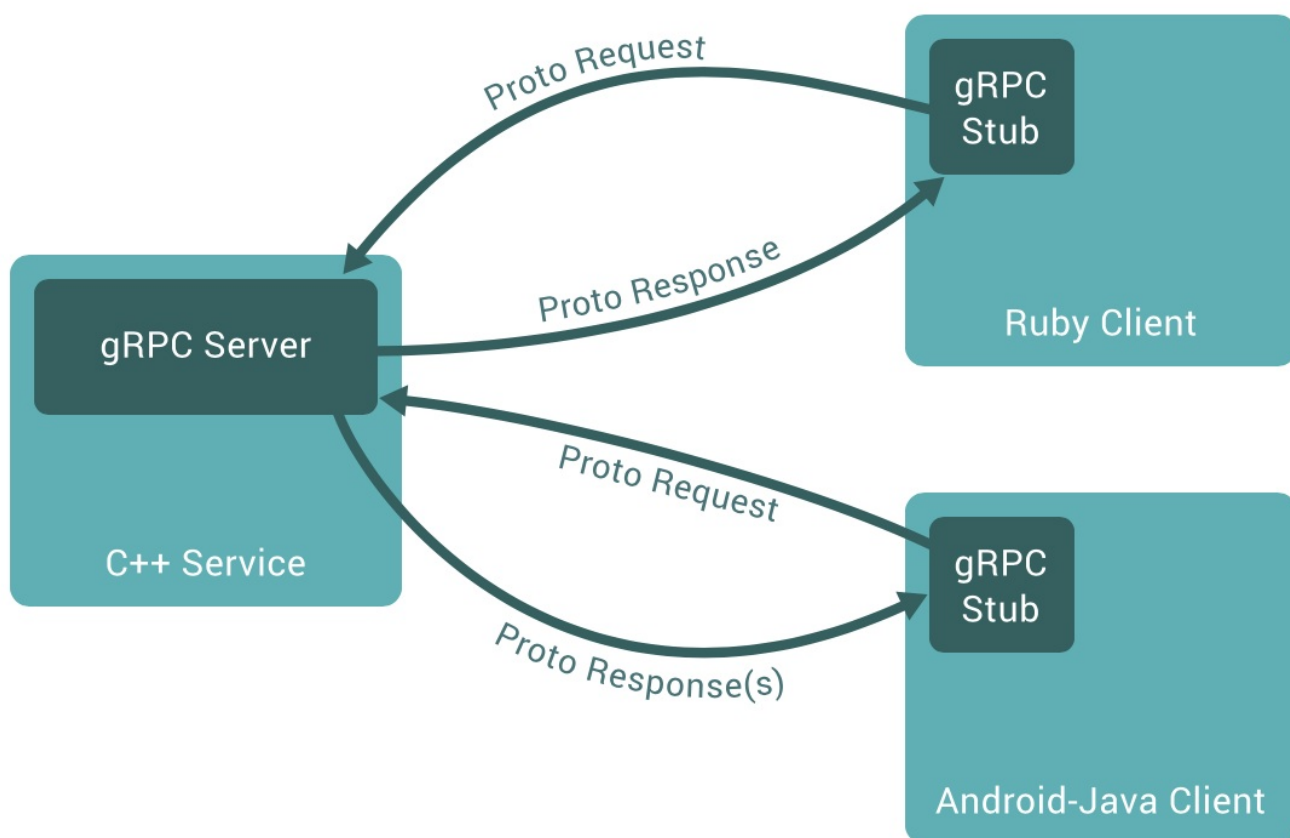 Proto Request
gRPC
Stub
Proto Response
Ruby Client
gRPC Server
C++ Service
Proto Request
gRPC
Stub
Proto Response(s)
Android-Java Client